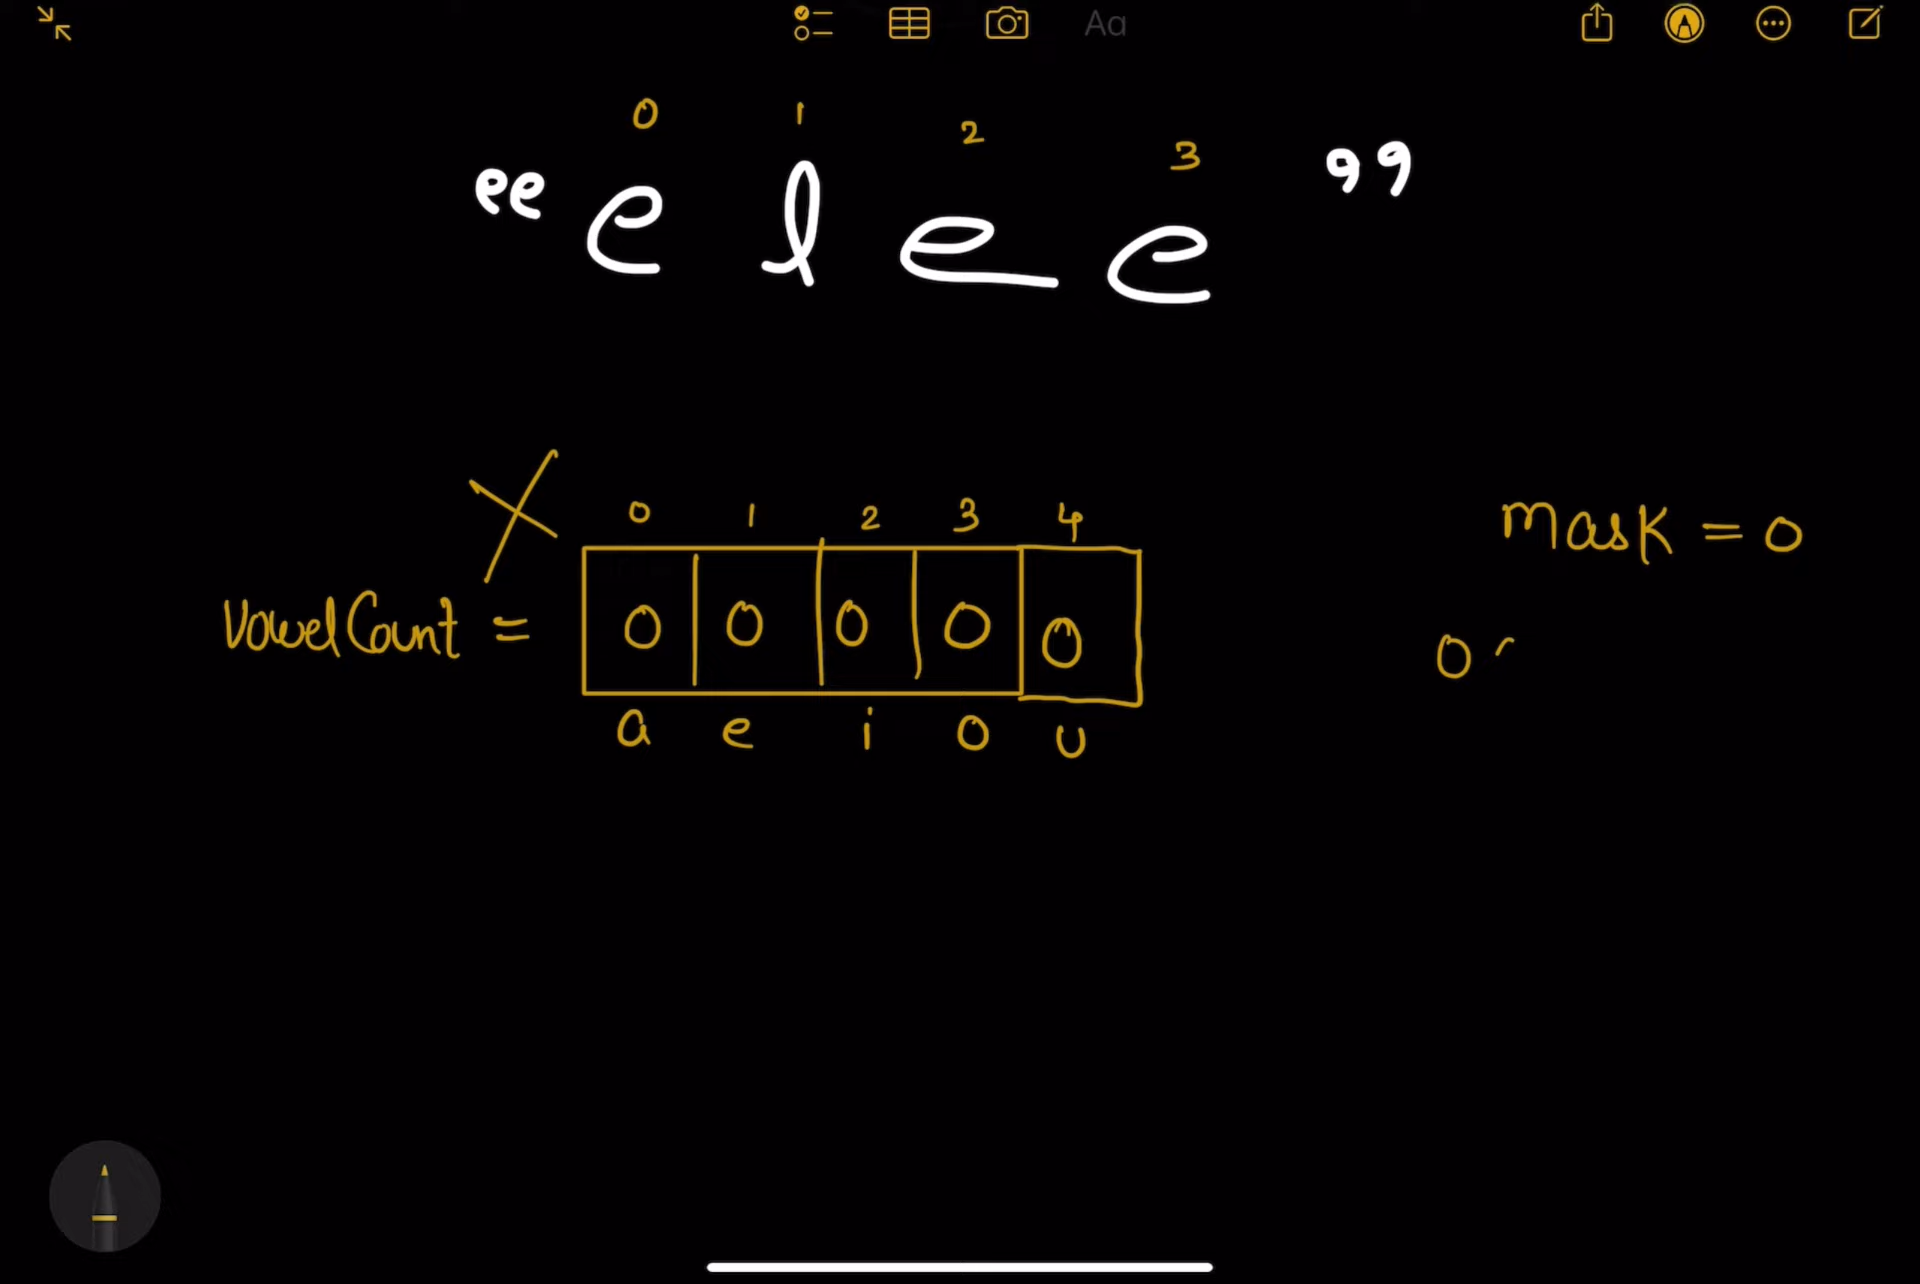 Aa
0 1 2 3
“ e l e e ”
0 1 2 3 4
mask = 0
VowelCount = 0 0 0 0 0
0
a e i o u